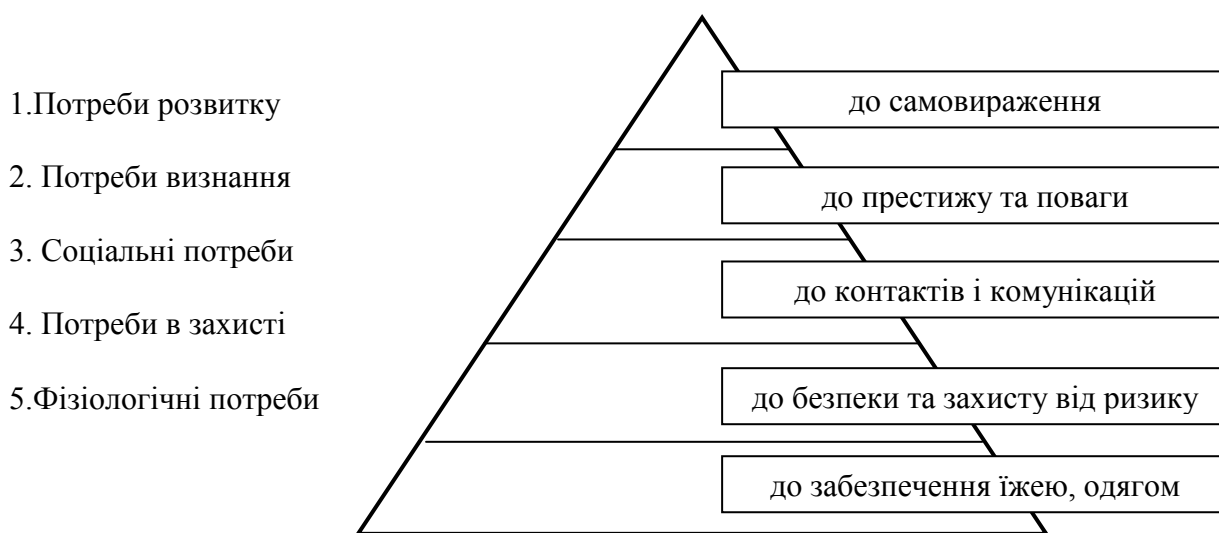 1.Потреби розвитку
до самовираження
2. Потреби визнання
до престижу та поваги
3. Соціальні потреби
до контактів і комунікацій
4. Потреби в захисті
до безпеки та захисту від ризику
5.Фізіологічні потреби
до забезпечення їжею, одягом